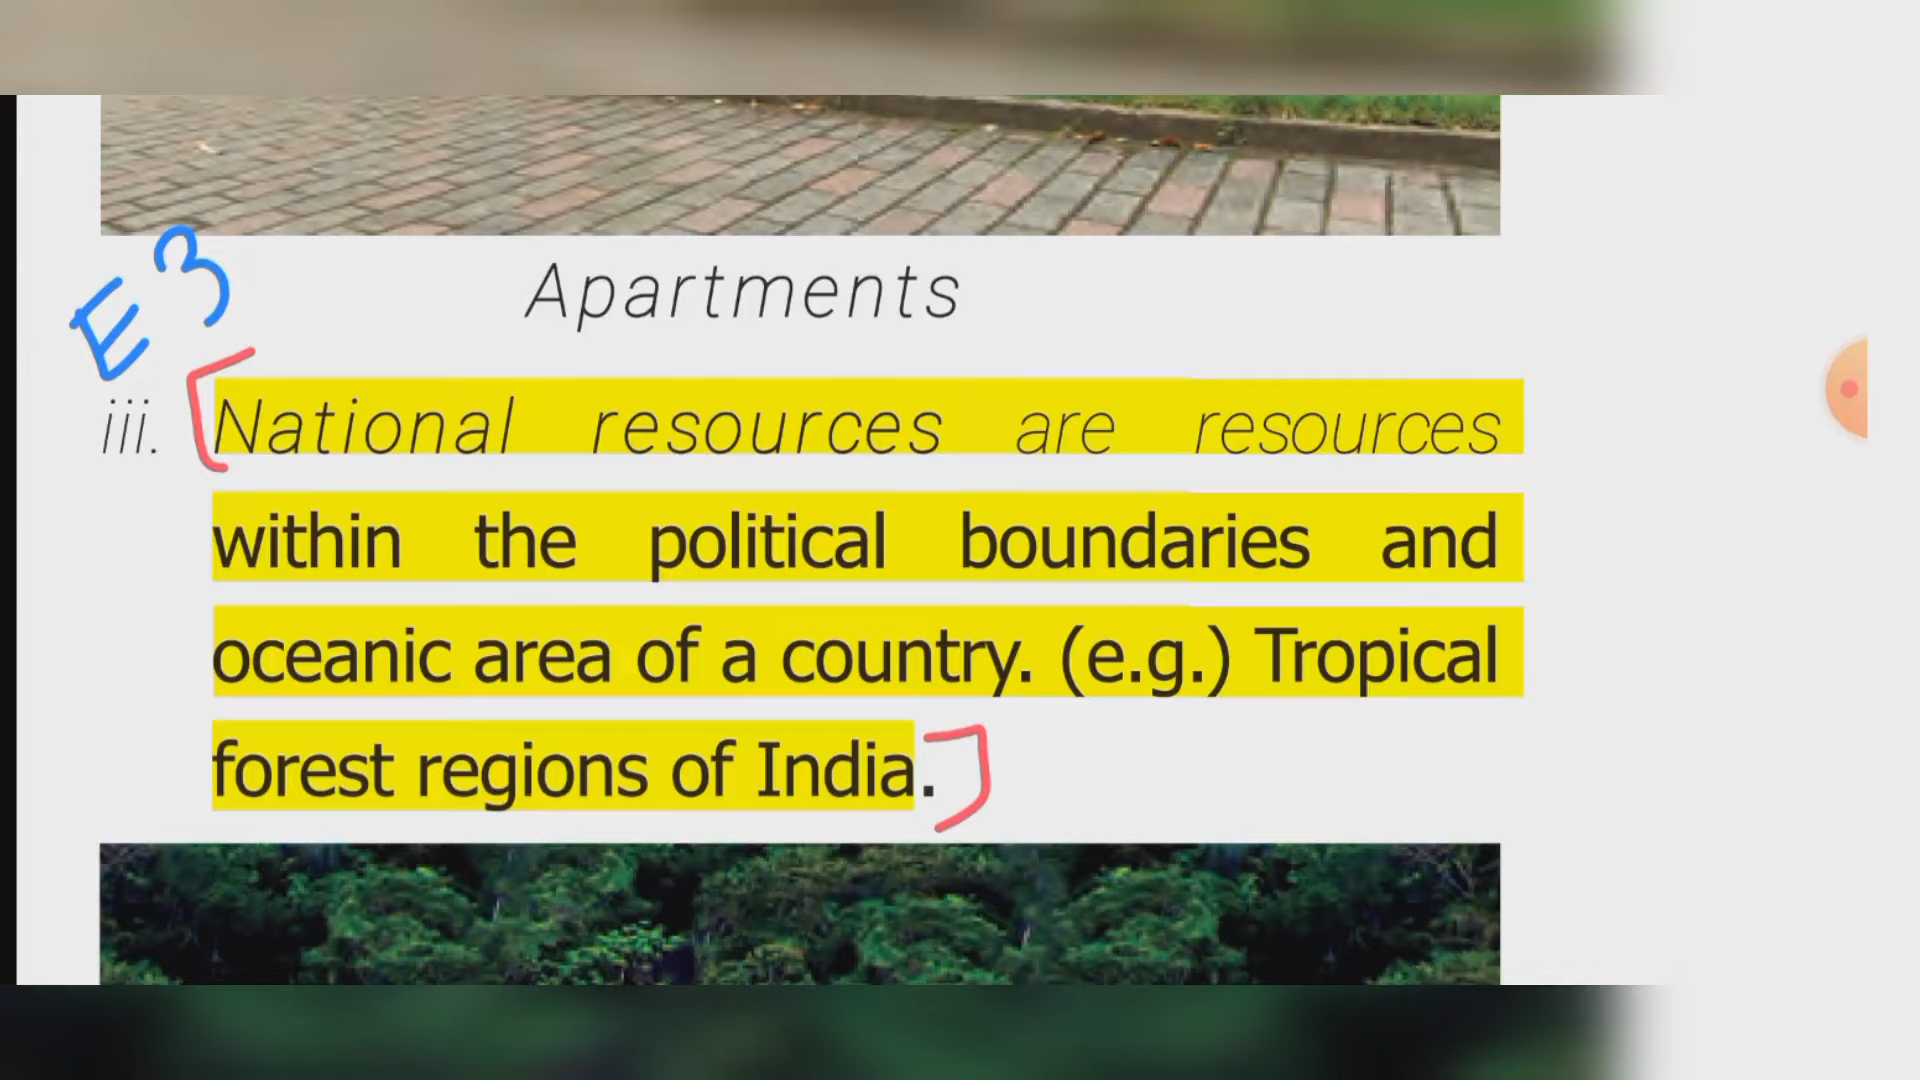 E 3
Apartments
iii. National resources are resources
within the political boundaries and
oceanic area of a country. (e.g.) Tropical
forest regions of India.